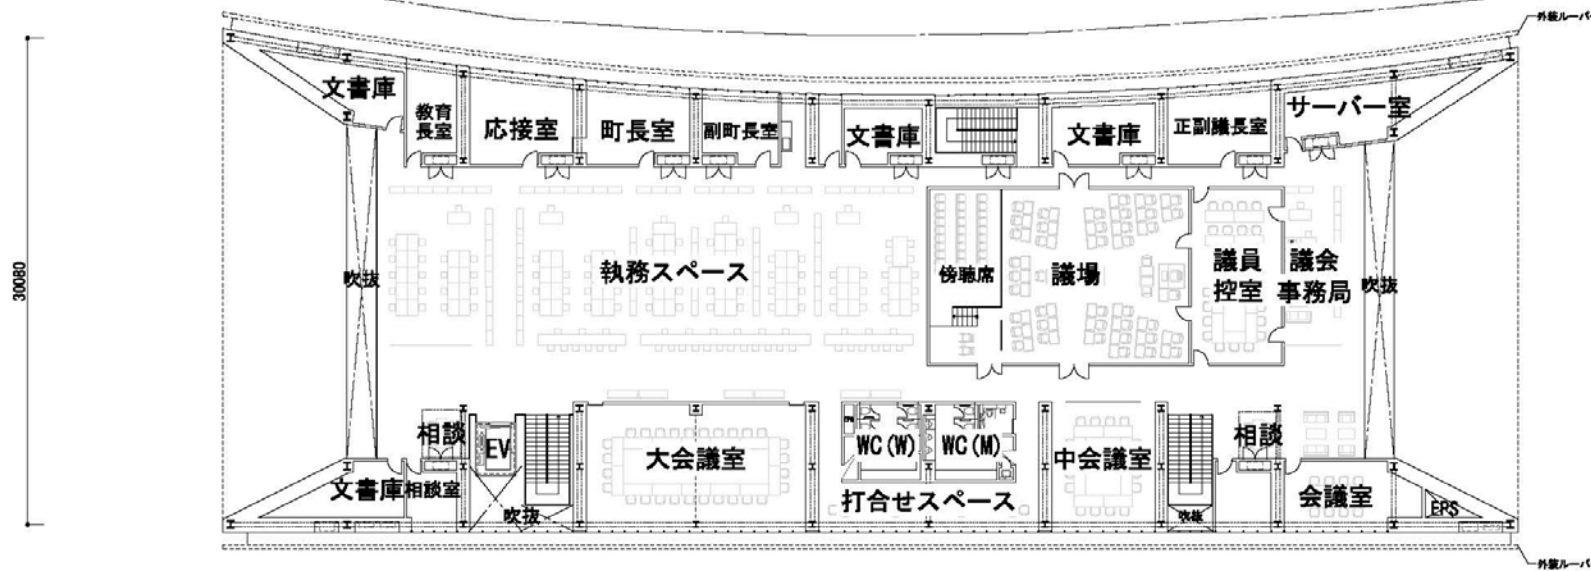 外装ルーバー
文書庫
教育
長室
応接室
町長室
副町長室
文書庫
文書庫
正副議長室
サーバー室
30080
吹抜
執務スペース
傍聴席
議場
議員
控室
議会
事務局
吹抜
相談
EV
大会議室
WC(W)
WC(M)
中会議室
相談
文書庫
相談室
吹抜
打合せスペース
吹抜
会議室
EPS
外装ルーバー